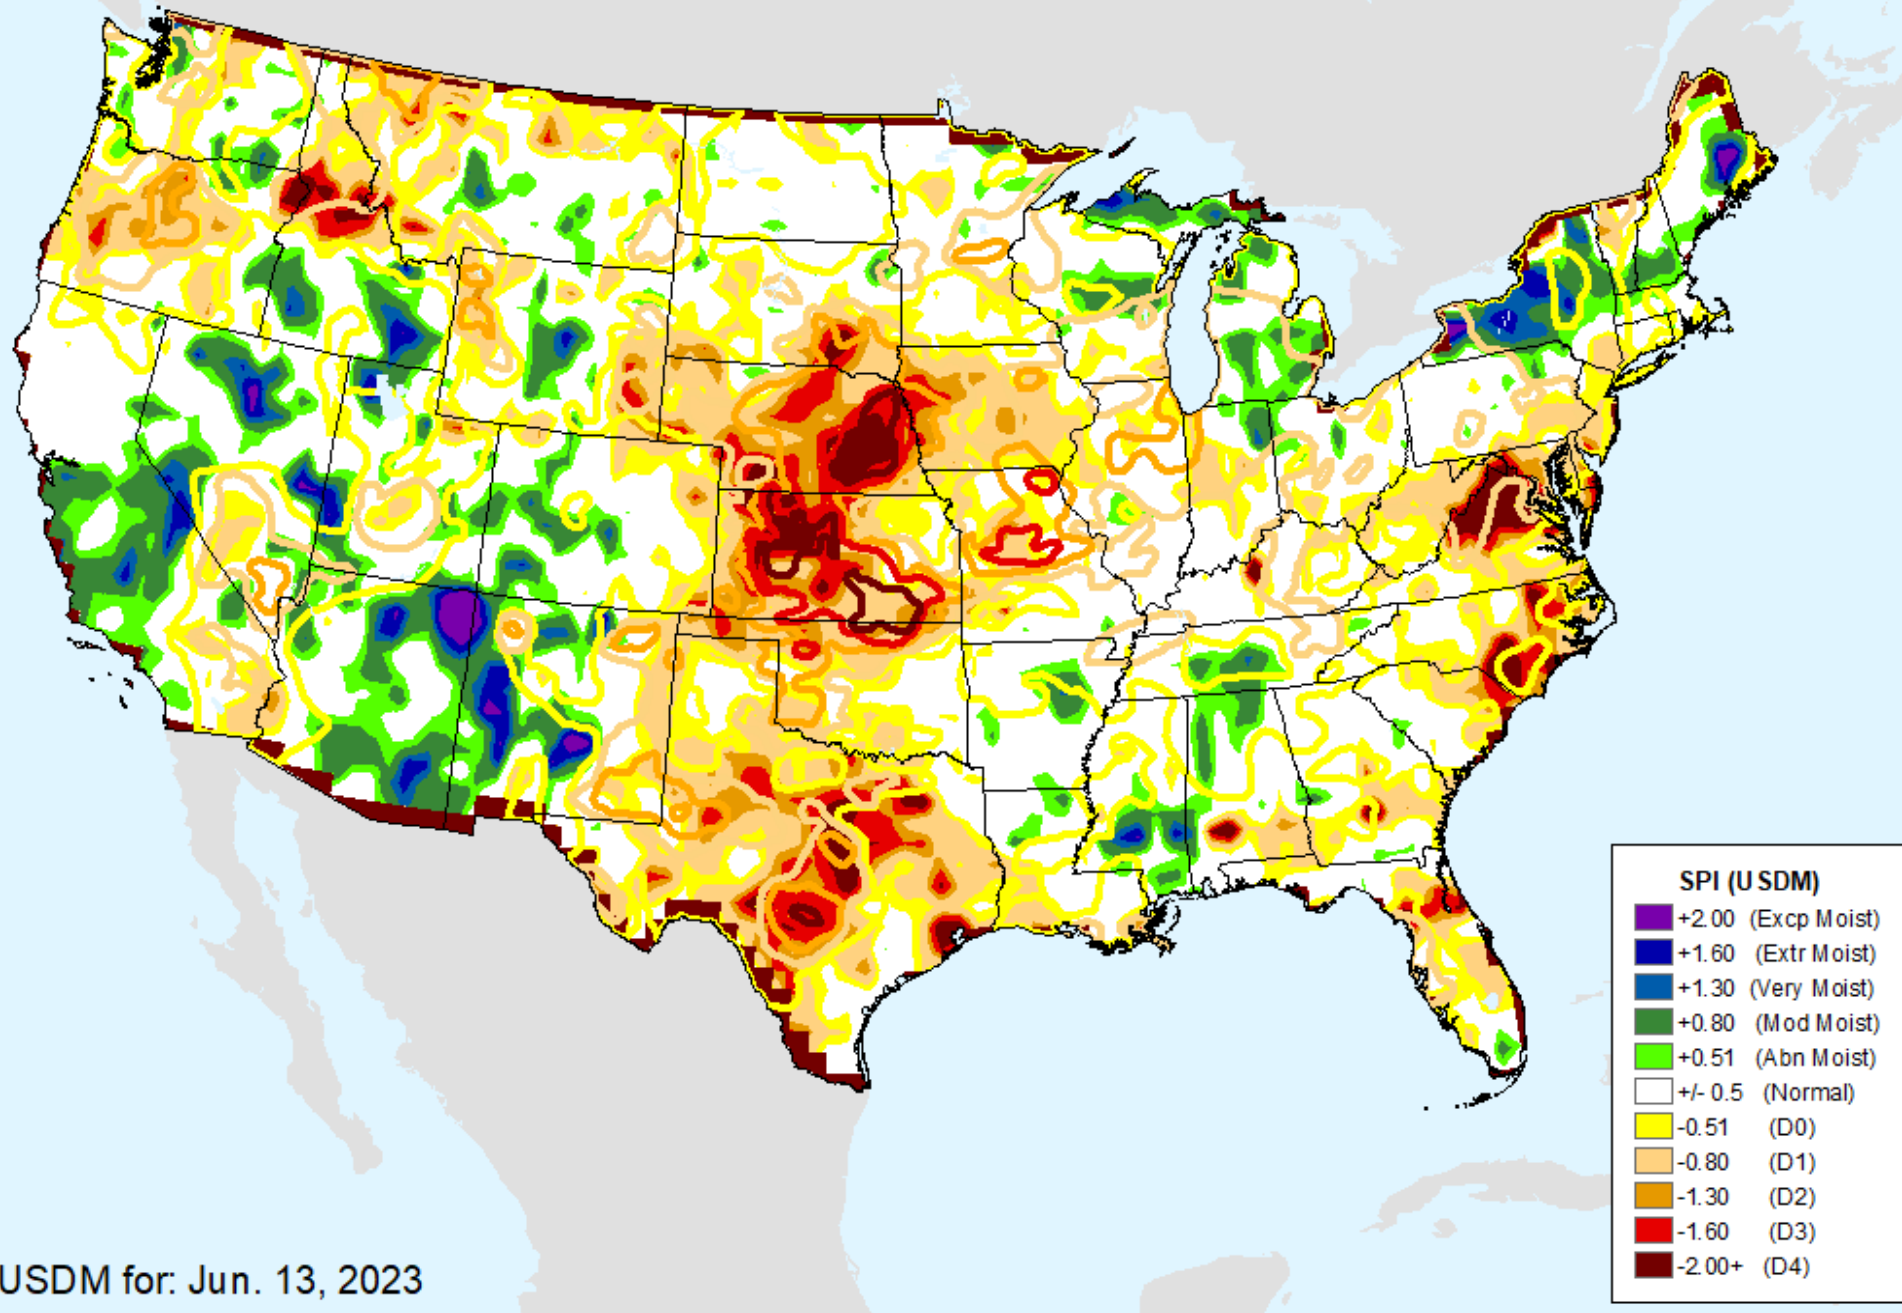 SPI (USDM)
+2.00 (Excp Moist)
+1.60 (Extr Moist)
+1.30 (Very Moist)
+0.80 (Mod Moist)
+0.51 (Abn Moist)
+/- 0.5 (Normal)
-0.51 (D0)
-0.80 (D1)
-1.30 (D2)
-1.60 (D3)
-2.00+ (D4)
USDM for: Jun. 13, 2023